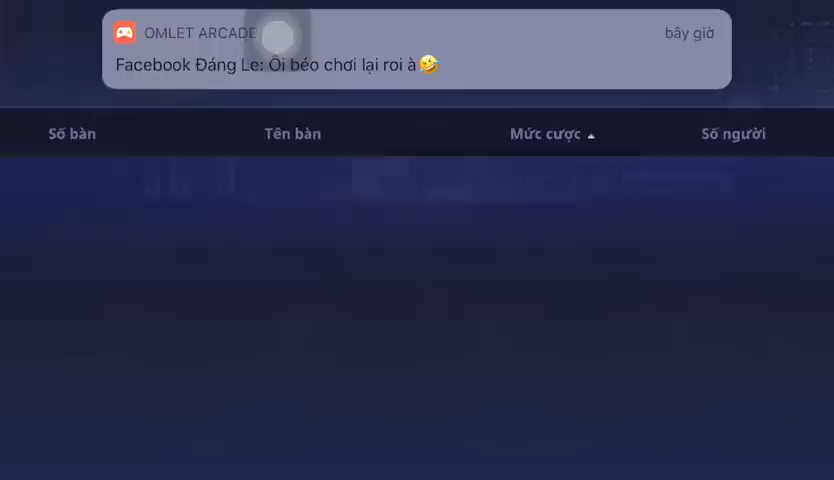 OMLET ARCADE
bây giờ
Facebook Đáng Le: Ôi béo chơi lại roi à🤣
Số bàn Tên bàn Mức cược Số người